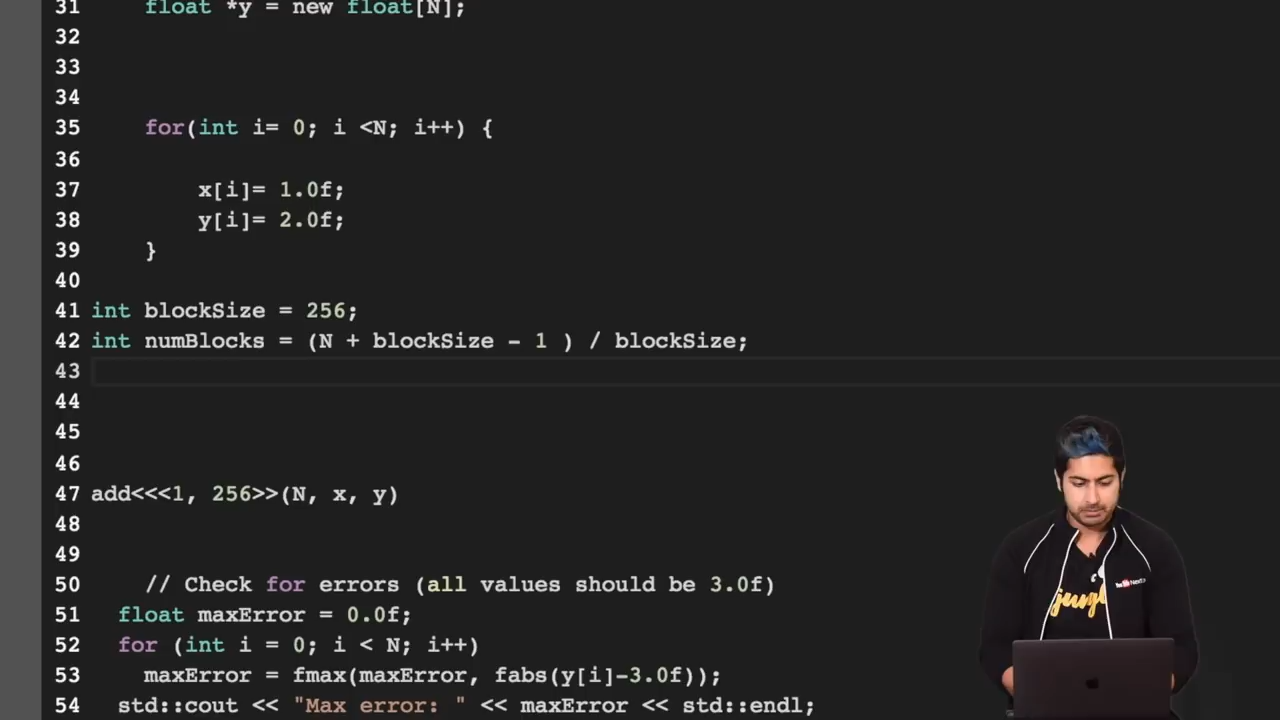 31 float *y = new float[N];
32
33
34
35 for(int i= 0; i <N; i++) {
36
37 x[i]= 1.0f;
38 y[i]= 2.0f;
39 }
40
41 int blockSize = 256;
42 int numBlocks = (N + blockSize - 1 ) / blockSize;
43
44
45
46
47 add<<<1, 256>>(N, x, y)
48
49
50 // Check for errors (all values should be 3.0f)
51 float maxError = 0.0f;
52 for (int i = 0; i < N; i++)
53 maxError = fmax(maxError, fabs(y[i]-3.0f));
54 std::cout << "Max error: " << maxError << std::endl;